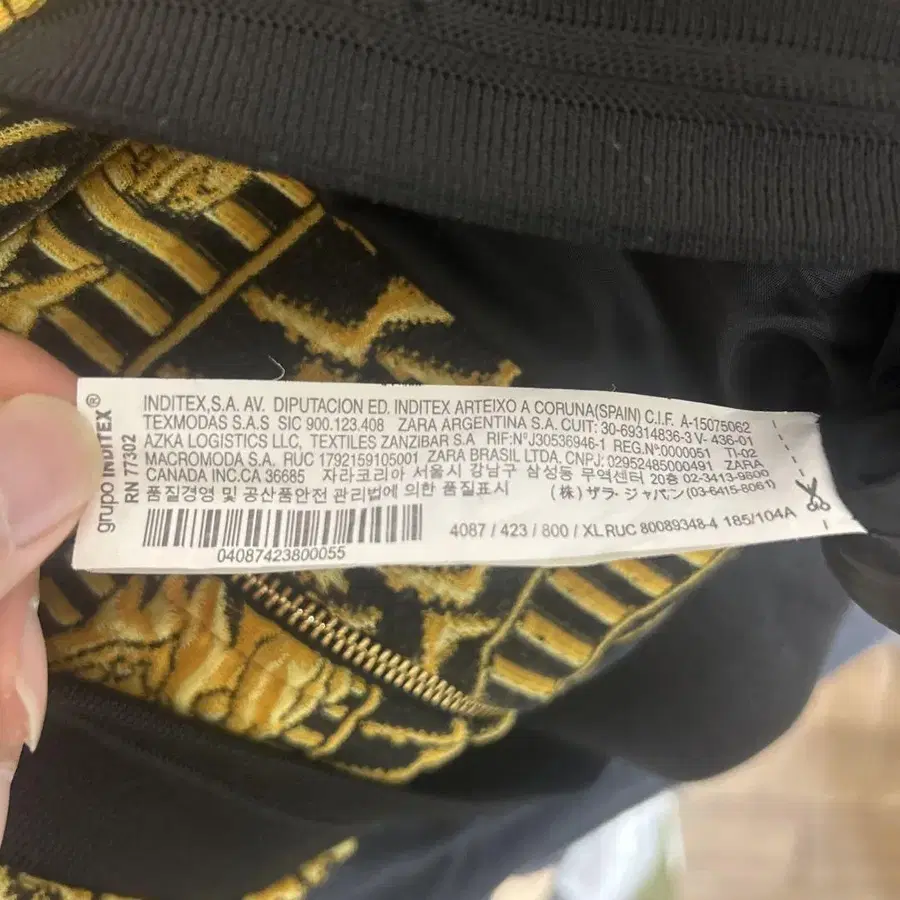 grupo INDITEX®
RN 77302
INDITEX,S.A. AV. DIPUTACION ED. INDITEX ARTEIXO A CORUNA(SPAIN) C.I.F. A-15075062
TEXMODAS S.A.S SIC 900.123.408 ZARA ARGENTINA S.A. CUIT: 30-69314836-3 V- 436-01
AZKA LOGISTICS LLC, TEXTILES ZANZIBAR S.A RIF:NºJ30536946-1 REG.Nº0000051 TI-02
MACROMODA S.A. RUC 1792159105001 ZARA BRASIL LTDA. CNPJ: 02952485000491 ZARA
CANADA INC.CA 36685 자라코리아 서울시 강남구 삼성동 무역센터 20층 02-3413-9800
품질경영 및 공산품안전 관리법에 의한 품질표시 (株) ザラ・ジャパン(03-6415-8061)
4087 / 423 / 800 / XL RUC 80089348-4 185/104A
04087423800055